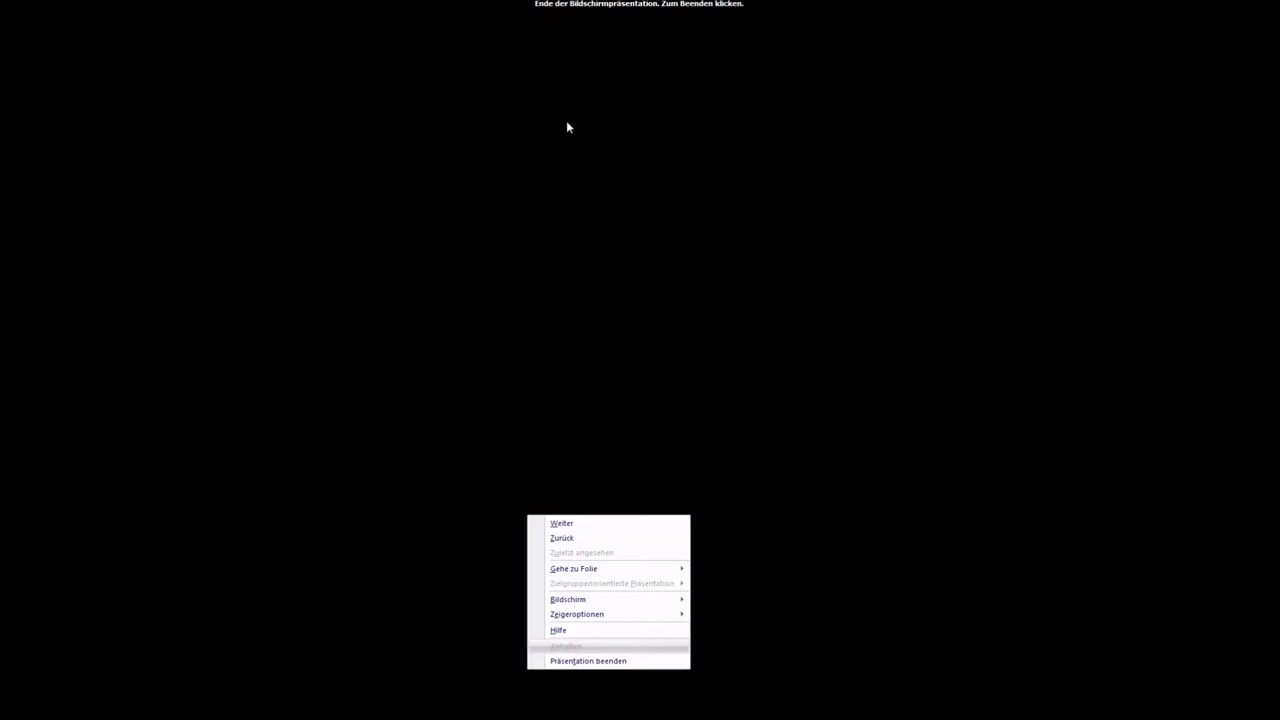 Ende der Bildschirmpräsentation. Zum Beenden klicken.
Weiter
Zurück
Zuletzt angesehen
Gehe zu Folie
Zielgruppenorientierte Präsentation
Bildschirm
Zeigeroptionen
Hilfe
Anhalten
Präsentation beenden